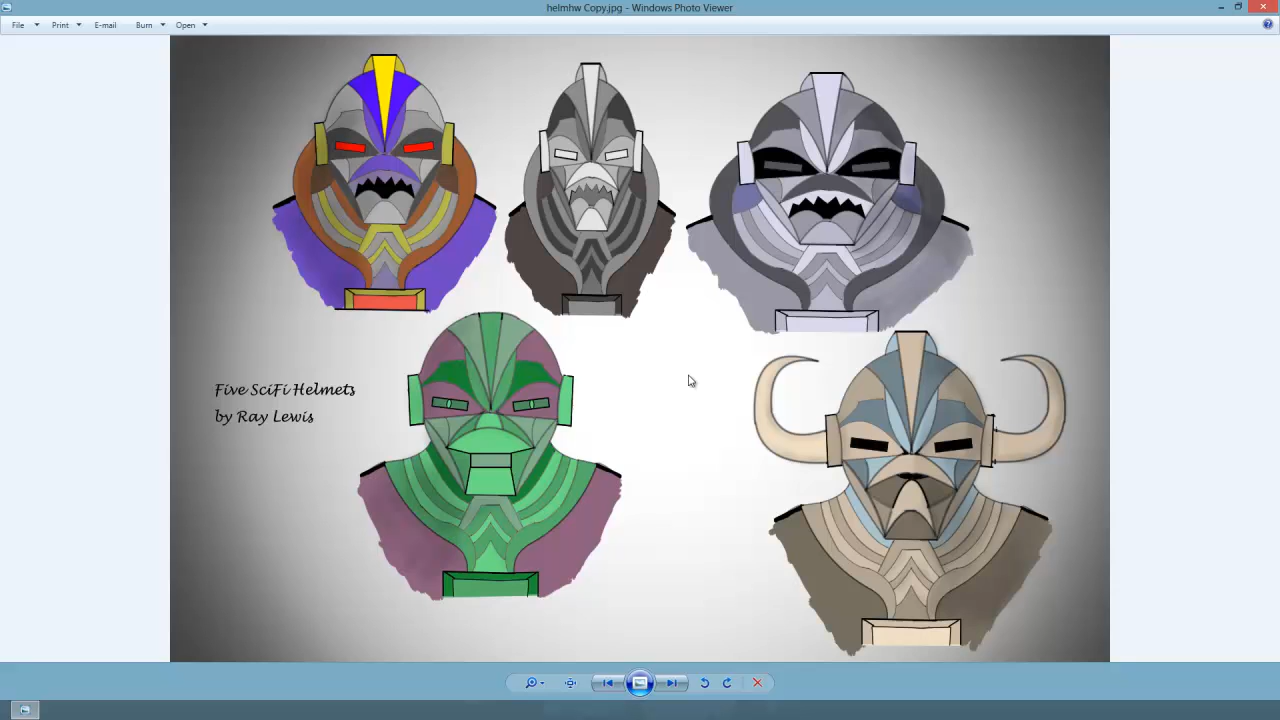 helmhw Copy.jpg - Windows Photo Viewer
File Print E-mail Burn Open
Five SciFi Helmets
by Ray Lewis